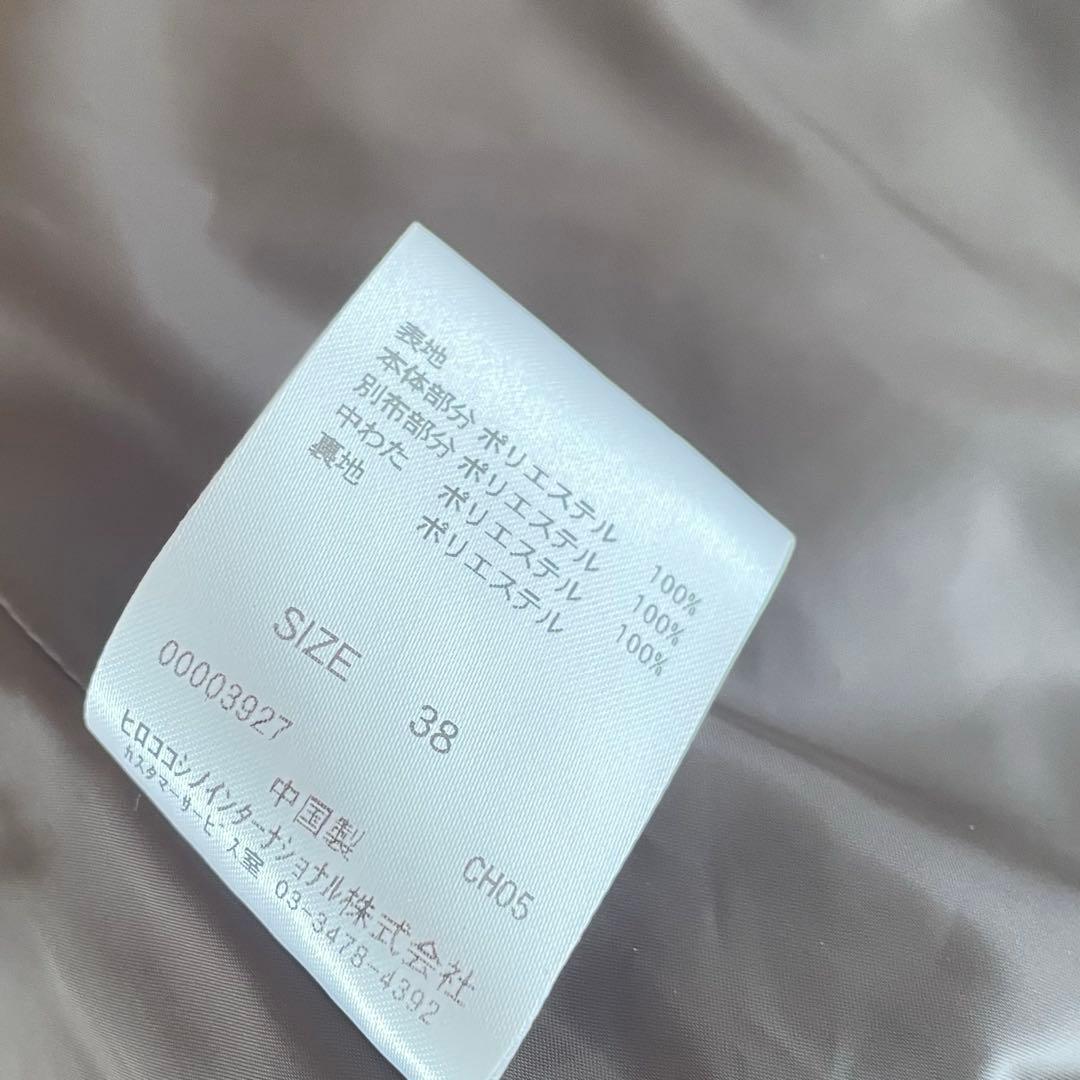 表地
本体部分 ポリエステル 100%
別布部分 ポリエステル 100%
中わた ポリエステル 100%
裏地 ポリエステル
SIZE 38
00003927
中国製 CH05
ヒロココシノインターナショナル株式会社
カスタマーサービス室 03-3478-4392